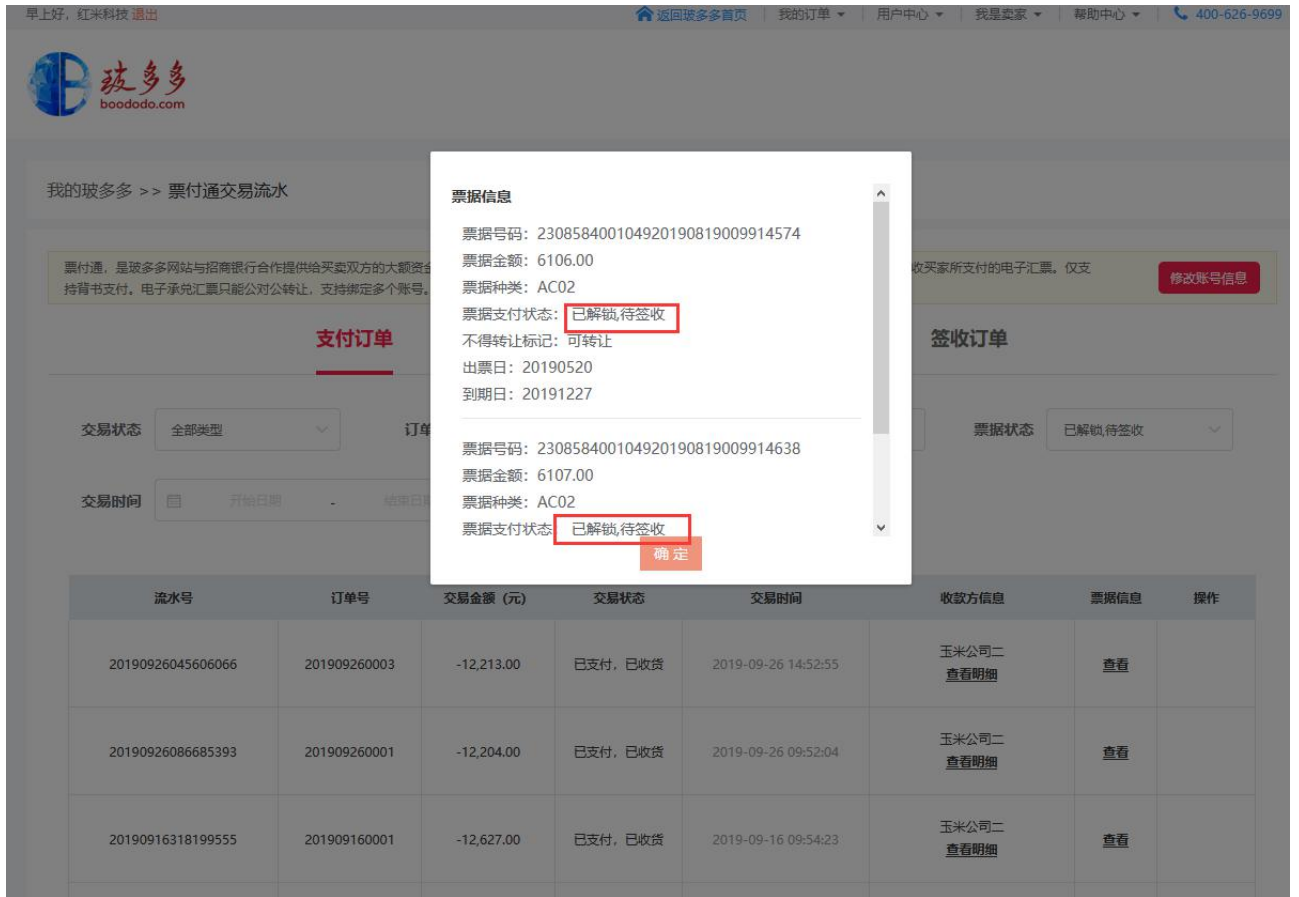 早上好，红米科技 退出 返回玻多多首页 我的订单 用户中心 我是卖家 帮助中心 400-626-9699
玻多多
boododo.com
我的玻多多 >> 票付通交易流水
票付通，是玻多多网站与招商银行合作提供给买卖双方的大额资 收买家所支付的电子汇票。仅支
持背书支付。电子承兑汇票只能公对公转让，支持绑定多个账号。
修改账号信息
支付订单 签收订单
票据信息
票据号码：230858400104920190819009914574
票据金额：6106.00
票据种类：AC02
票据支付状态：已解锁,待签收
不得转让标记：可转让
出票日：20190520
到期日：20191227
票据号码：230858400104920190819009914638
票据金额：6107.00
票据种类：AC02
票据支付状态 已解锁,待签收
确定
交易状态 全部类型 订单 票据状态 已解锁,待签收
交易时间 开始日期 - 结束日期
流水号 订单号 交易金额（元） 交易状态 交易时间 收款方信息 票据信息 操作
20190926045606066 201909260003 -12,213.00 已支付，已收货 2019-09-26 14:52:55 玉米公司二 查看
查看明细
20190926086685393 201909260001 -12,204.00 已支付，已收货 2019-09-26 09:52:04 玉米公司二 查看
查看明细
20190916318199555 201909160001 -12,627.00 已支付，已收货 2019-09-16 09:54:23 玉米公司二 查看
查看明细